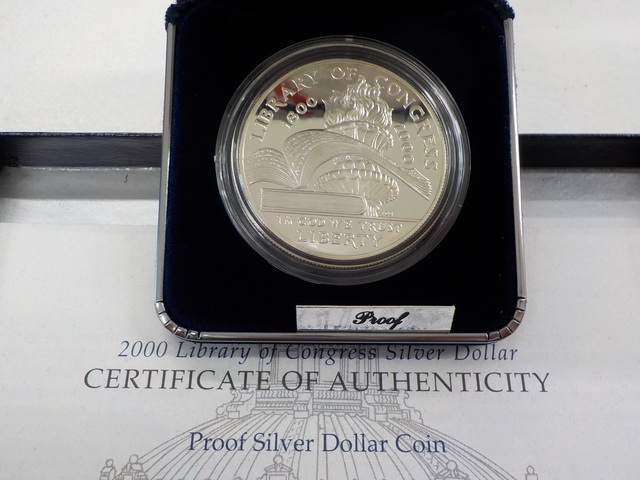 LIBRARY OF CONGRESS
1800
2000
IN GOD WE TRUST
LIBERTY
Proof
2000 Library of Congress Silver Dollar
CERTIFICATE OF AUTHENTICITY
Proof Silver Dollar Coin